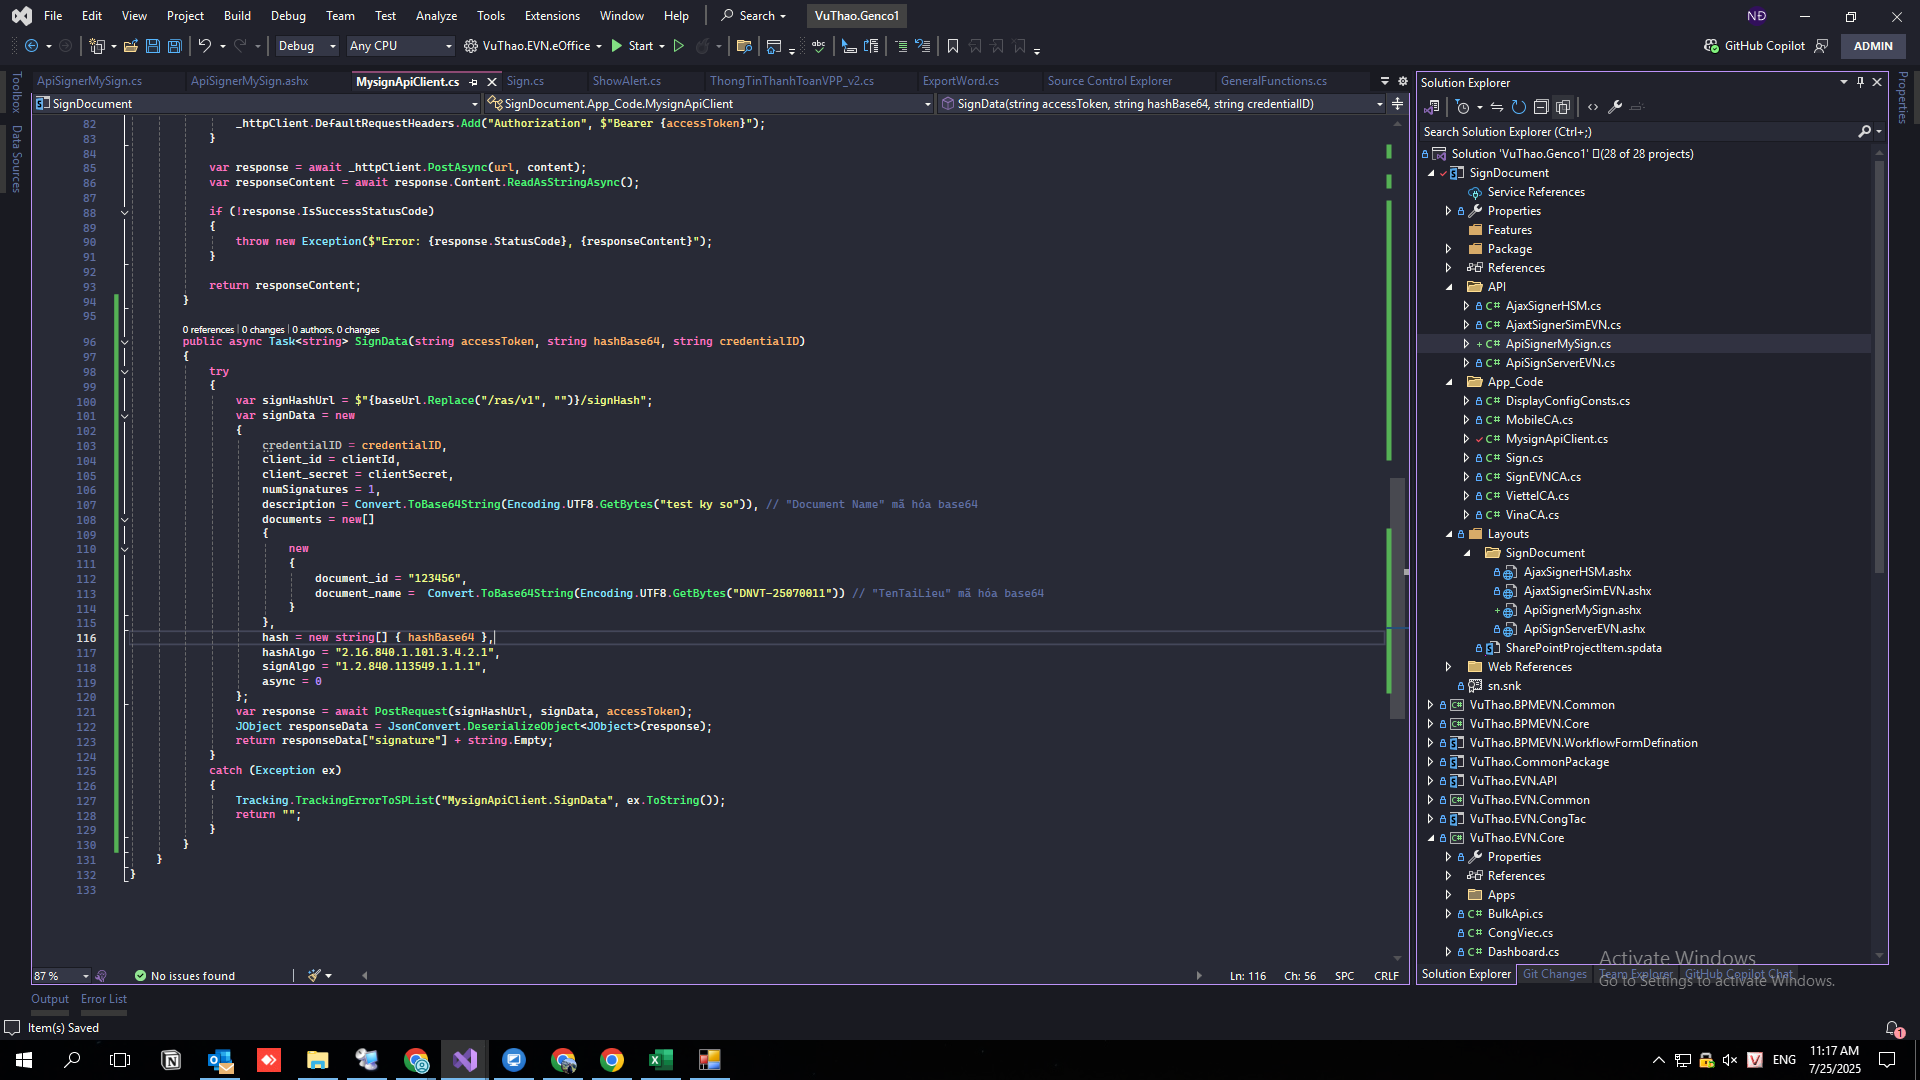 File Edit View Project Build Debug Team Test Analyze Tools Extensions Window Help Search VuThao.Genco1 NĐ
Debug Any CPU VuThao.EVN.eOffice Start GitHub Copilot ADMIN
ApiSignerMySign.cs ApiSignerMySign.ashx MysignApiClient.cs Sign.cs ShowAlert.cs ThongTinThanhToanVPP_v2.cs ExportWord.cs Source Control Explorer GeneralFunctions.cs
SignDocument SignDocument.App_Code.MysignApiClient SignData(string accessToken, string hashBase64, string credentialID)
Toolbox
Data Sources
82 _httpClient.DefaultRequestHeaders.Add("Authorization", $"Bearer {accessToken}");
83 }
84
85 var response = await _httpClient.PostAsync(url, content);
86 var responseContent = await response.Content.ReadAsStringAsync();
87
88 if (!response.IsSuccessStatusCode)
89 {
90 throw new Exception($"Error: {response.StatusCode}, {responseContent}");
91 }
92
93 return responseContent;
94 }
95
0 references | 0 changes | 0 authors, 0 changes
96 public async Task<string> SignData(string accessToken, string hashBase64, string credentialID)
97 {
98 try
99 {
100 var signHashUrl = $"{baseUrl.Replace("/ras/v1", "")}/signHash";
101 var signData = new
102 {
103 credentialID = credentialID,
104 client_id = clientId,
105 client_secret = clientSecret,
106 numSignatures = 1,
107 description = Convert.ToBase64String(Encoding.UTF8.GetBytes("test ky so")), // "Document Name" mã hóa base64
108 documents = new[]
109 {
110 new
111 {
112 document_id = "123456",
113 document_name =  Convert.ToBase64String(Encoding.UTF8.GetBytes("DNVT-25070011")) // "TenTaiLieu" mã hóa base64
114 }
115 },
116 hash = new string[] { hashBase64 },
117 hashAlgo = "2.16.840.1.101.3.4.2.1",
118 signAlgo = "1.2.840.113549.1.1.1",
119 async = 0
120 };
121 var response = await PostRequest(signHashUrl, signData, accessToken);
122 JObject responseData = JsonConvert.DeserializeObject<JObject>(response);
123 return responseData["signature"] + string.Empty;
124 }
125 catch (Exception ex)
126 {
127 Tracking.TrackingErrorToSPList("MysignApiClient.SignData", ex.ToString());
128 return "";
129 }
130 }
131 }
132 }
133
87 % No issues found Ln: 116 Ch: 56 SPC CRLF
Output Error List
Item(s) Saved
Solution Explorer
Search Solution Explorer (Ctrl+;)
Solution 'VuThao.Genco1' (28 of 28 projects)
SignDocument
Service References
Properties
Features
Package
References
API
AjaxSignerHSM.cs
AjaxtSignerSimEVN.cs
ApiSignerMySign.cs
ApiSignServerEVN.cs
App_Code
DisplayConfigConsts.cs
MobileCA.cs
MysignApiClient.cs
Sign.cs
SignEVNCA.cs
ViettelCA.cs
VinaCA.cs
Layouts
SignDocument
AjaxSignerHSM.ashx
AjaxtSignerSimEVN.ashx
ApiSignerMySign.ashx
ApiSignServerEVN.ashx
SharePointProjectItem.spdata
Web References
sn.snk
VuThao.BPMEVN.Common
VuThao.BPMEVN.Core
VuThao.BPMEVN.WorkflowFormDefination
VuThao.CommonPackage
VuThao.EVN.API
VuThao.EVN.Common
VuThao.EVN.CongTac
VuThao.EVN.Core
Properties
References
Apps
BulkApi.cs
CongViec.cs
Dashboard.cs
Solution Explorer Git Changes Team Explorer GitHub Copilot Chat
Properties
Activate Windows
Go to Settings to activate Windows.
1
ENG 11:17 AM
7/25/2025